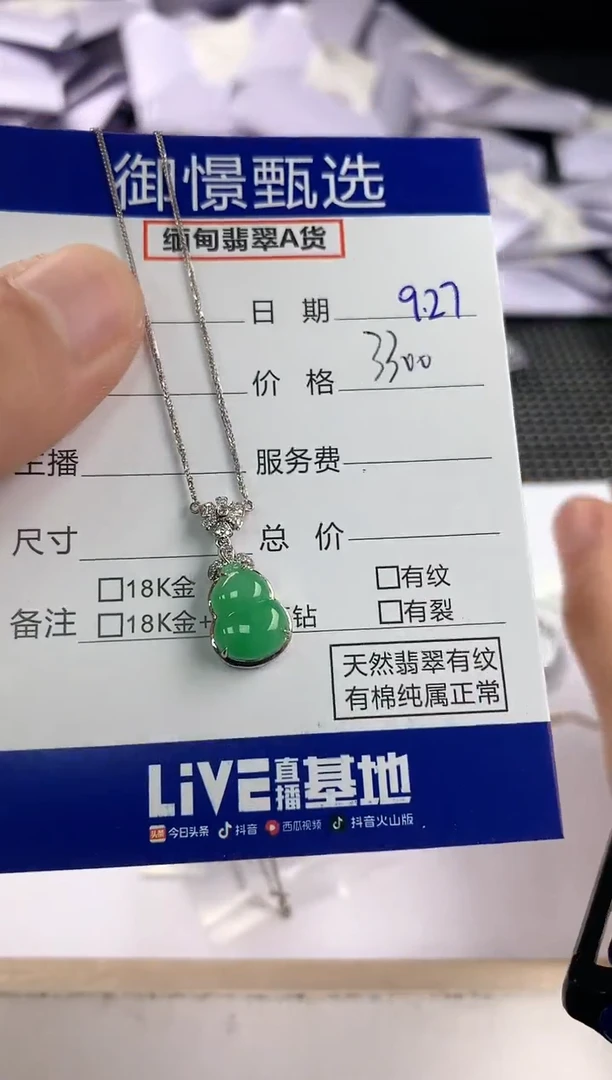 御憬甄选
缅甸翡翠A货
日期 9.27
价格 3300
主播
服务费
尺寸
总价
备注
□18K金
□18K金+
钻
□有纹
□有裂
天然翡翠有纹
有棉纯属正常
LiVE直播基地
头条 今日头条 抖音 西瓜视频 抖音火山版